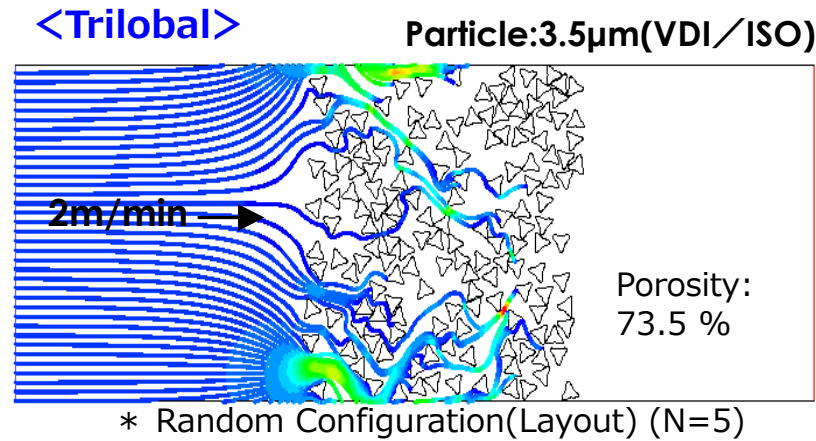 <Trilobal>
Particle:3.5μm(VDI／ISO)
2m/min
Porosity:
73.5 %
* Random Configuration(Layout) (N=5)